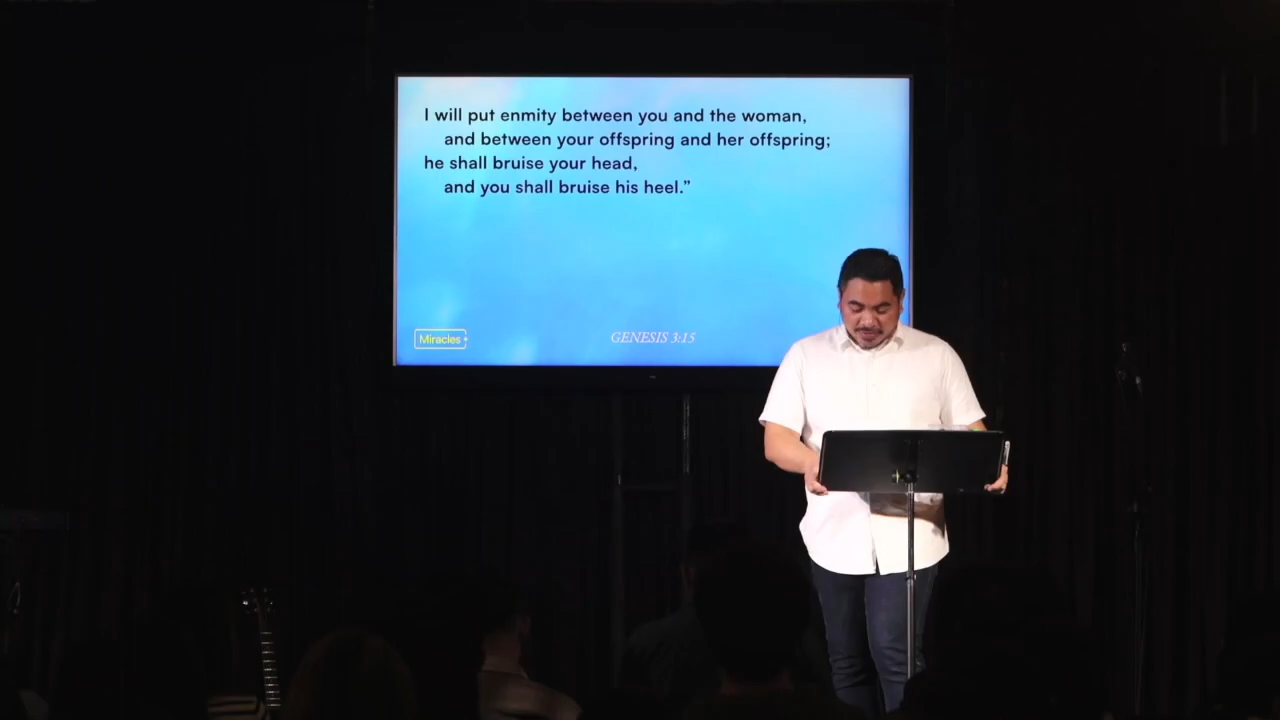 I will put enmity between you and the woman,
and between your offspring and her offspring;
he shall bruise your head,
and you shall bruise his heel.”
Miracles
GENESIS 3:15